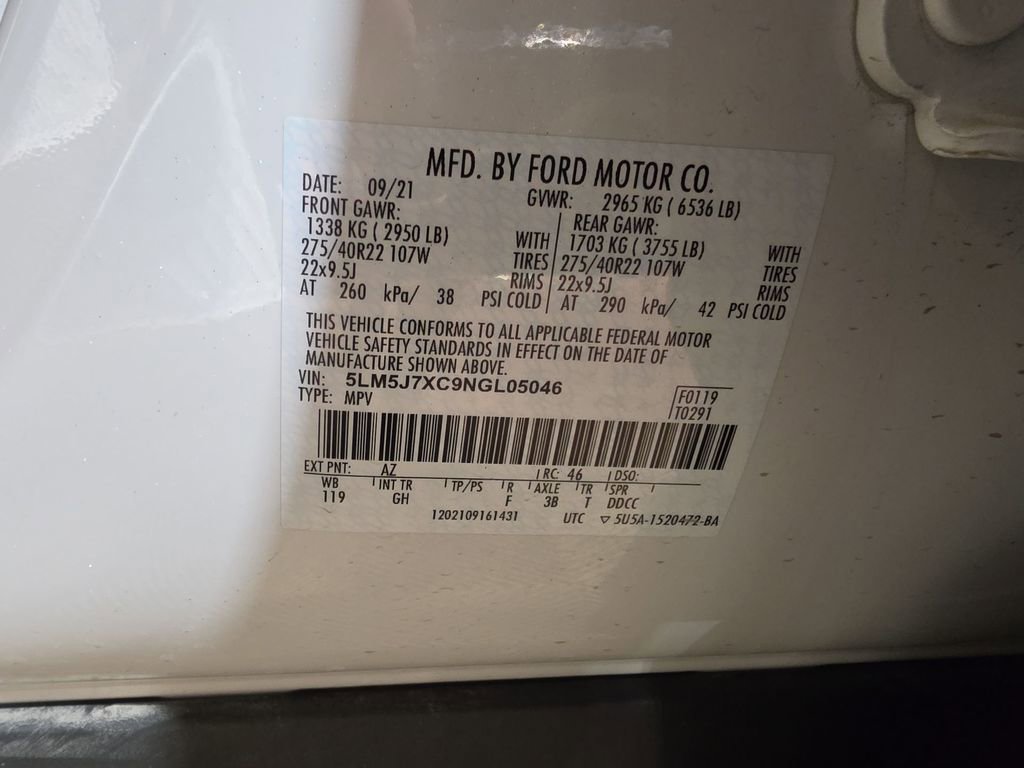 MFD. BY FORD MOTOR CO.
DATE: 09/21 GVWR: 2965 KG ( 6536 LB)
FRONT GAWR: REAR GAWR:
1338 KG ( 2950 LB) WITH 1703 KG ( 3755 LB) WITH
275/40R22 107W TIRES 275/40R22 107W TIRES
22x9.5J RIMS 22x9.5J RIMS
AT 260 kPa/ 38 PSI COLD AT 290 kPa/ 42 PSI COLD
THIS VEHICLE CONFORMS TO ALL APPLICABLE FEDERAL MOTOR
VEHICLE SAFETY STANDARDS IN EFFECT ON THE DATE OF
MANUFACTURE SHOWN ABOVE.
VIN: 5LM5J7XC9NGL05046
TYPE: MPV
F0119
T0291
EXT PNT: AZ RC: 46 DSO:
WB INT TR TP/PS R AXLE TR SPR
119 GH F 3B T DDCC
1202109161431 UTC ▽ 5U5A-1520472-BA